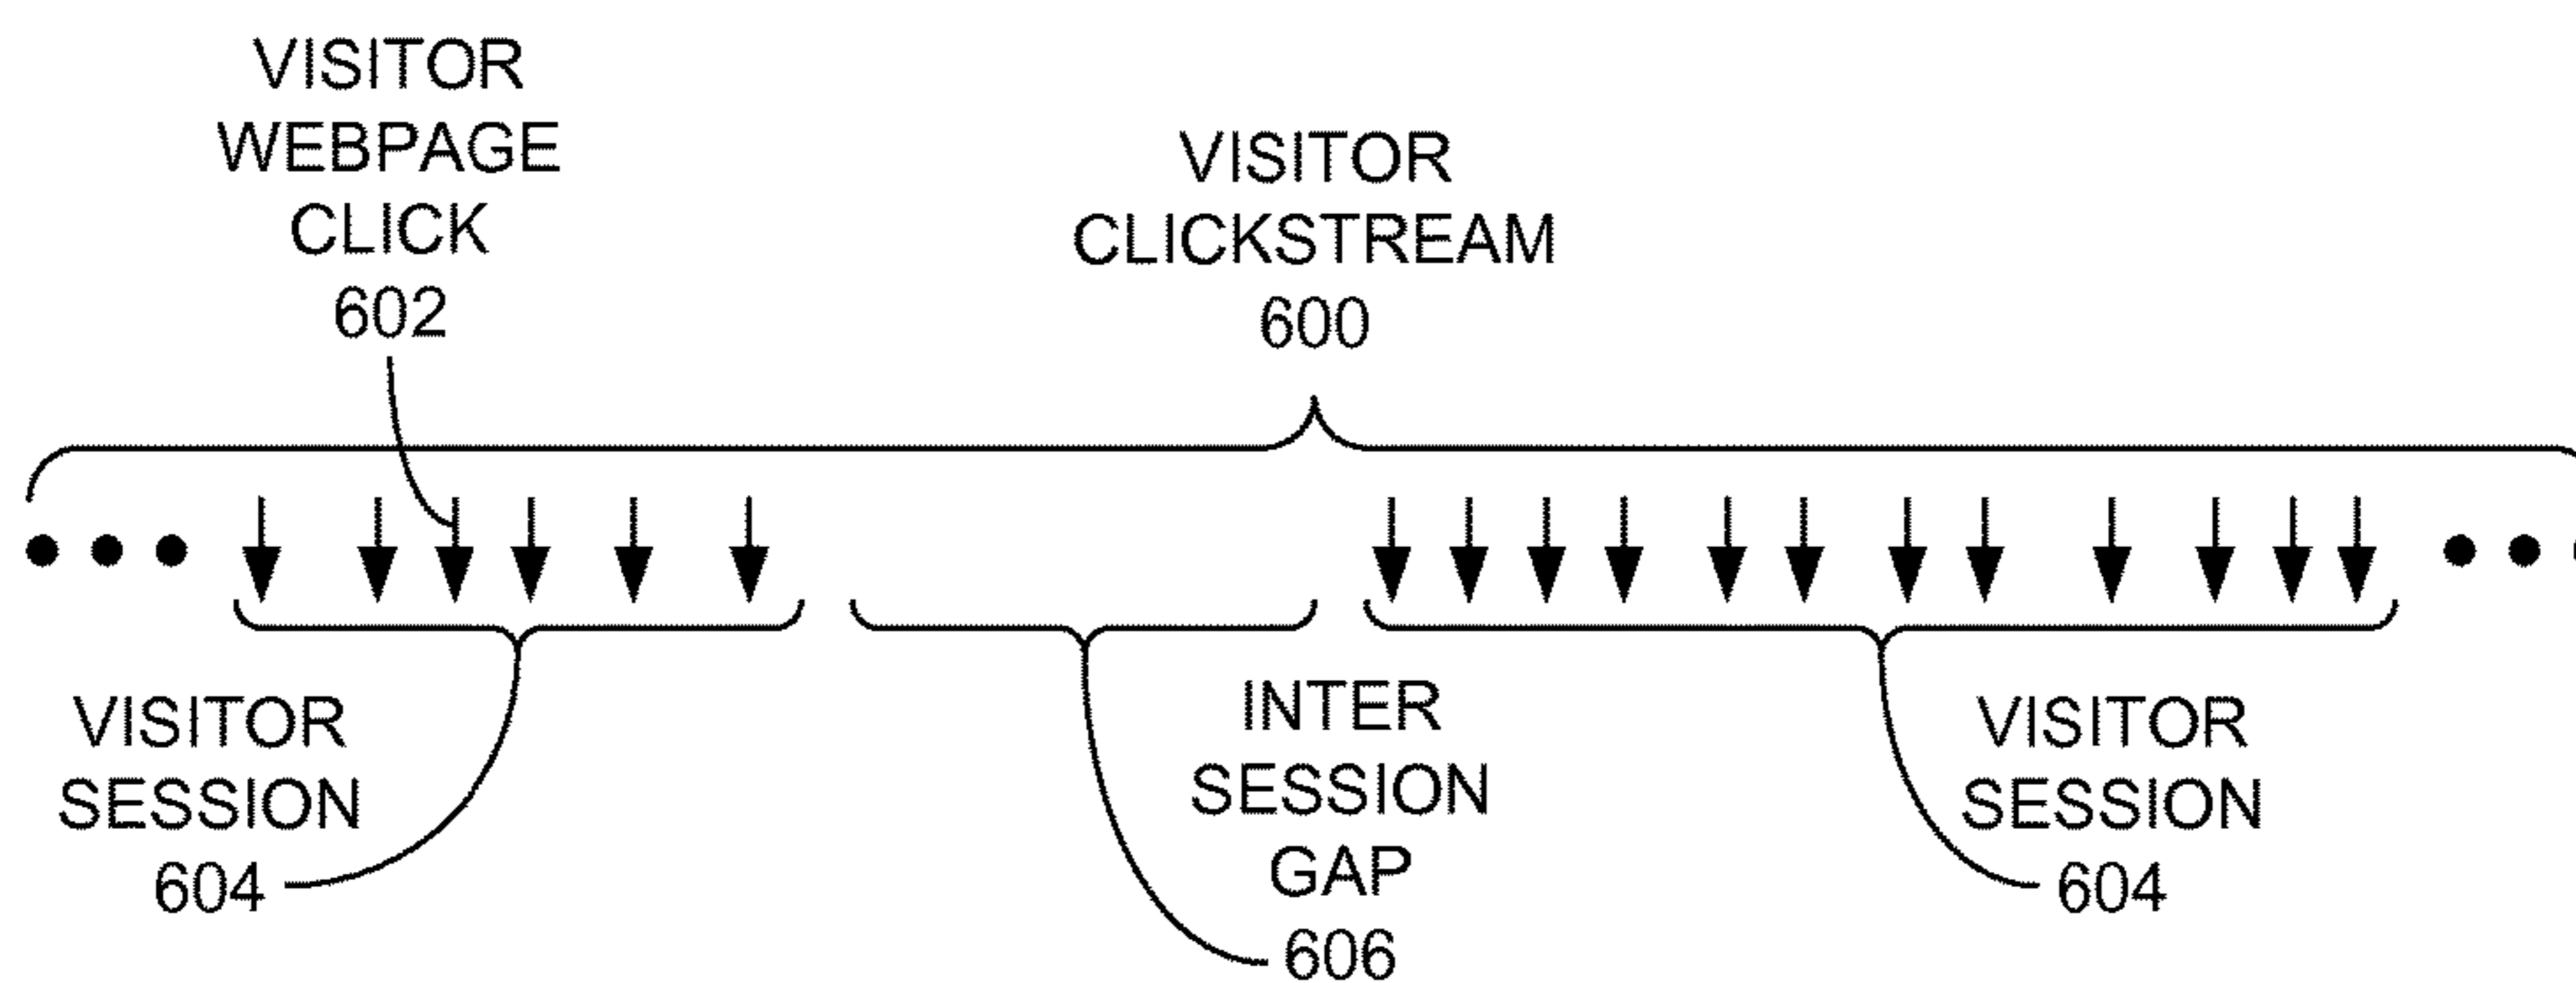 VISITOR
WEBPAGE
CLICK
602
VISITOR
CLICKSTREAM
600
VISITOR
SESSION
604
INTER
SESSION
GAP
606
VISITOR
SESSION
604